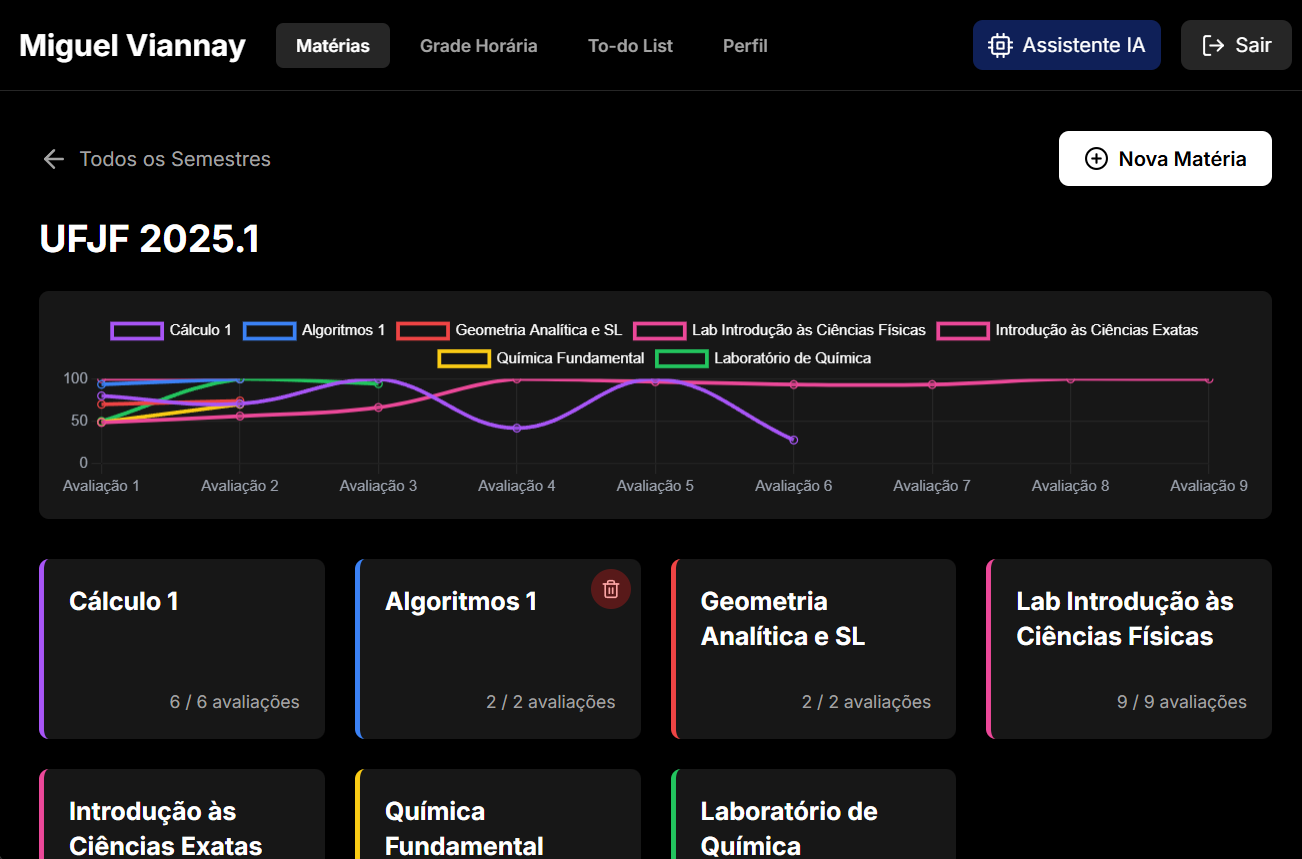 Miguel Viannay
Matérias
Grade Horária
To-do List
Perfil
Assistente IA
Sair
Todos os Semestres
Nova Matéria
UFJF 2025.1
Cálculo 1
Algoritmos 1
Geometria Analítica e SL
Lab Introdução às Ciências Físicas
Introdução às Ciências Exatas
Química Fundamental
Laboratório de Química
100
50
0
Avaliação 1
Avaliação 2
Avaliação 3
Avaliação 4
Avaliação 5
Avaliação 6
Avaliação 7
Avaliação 8
Avaliação 9
Cálculo 1
6 / 6 avaliações
Algoritmos 1
2 / 2 avaliações
Geometria
Analítica e SL
2 / 2 avaliações
Lab Introdução às
Ciências Físicas
9 / 9 avaliações
Introdução às
Ciências Exatas
Química
Fundamental
Laboratório de
Química